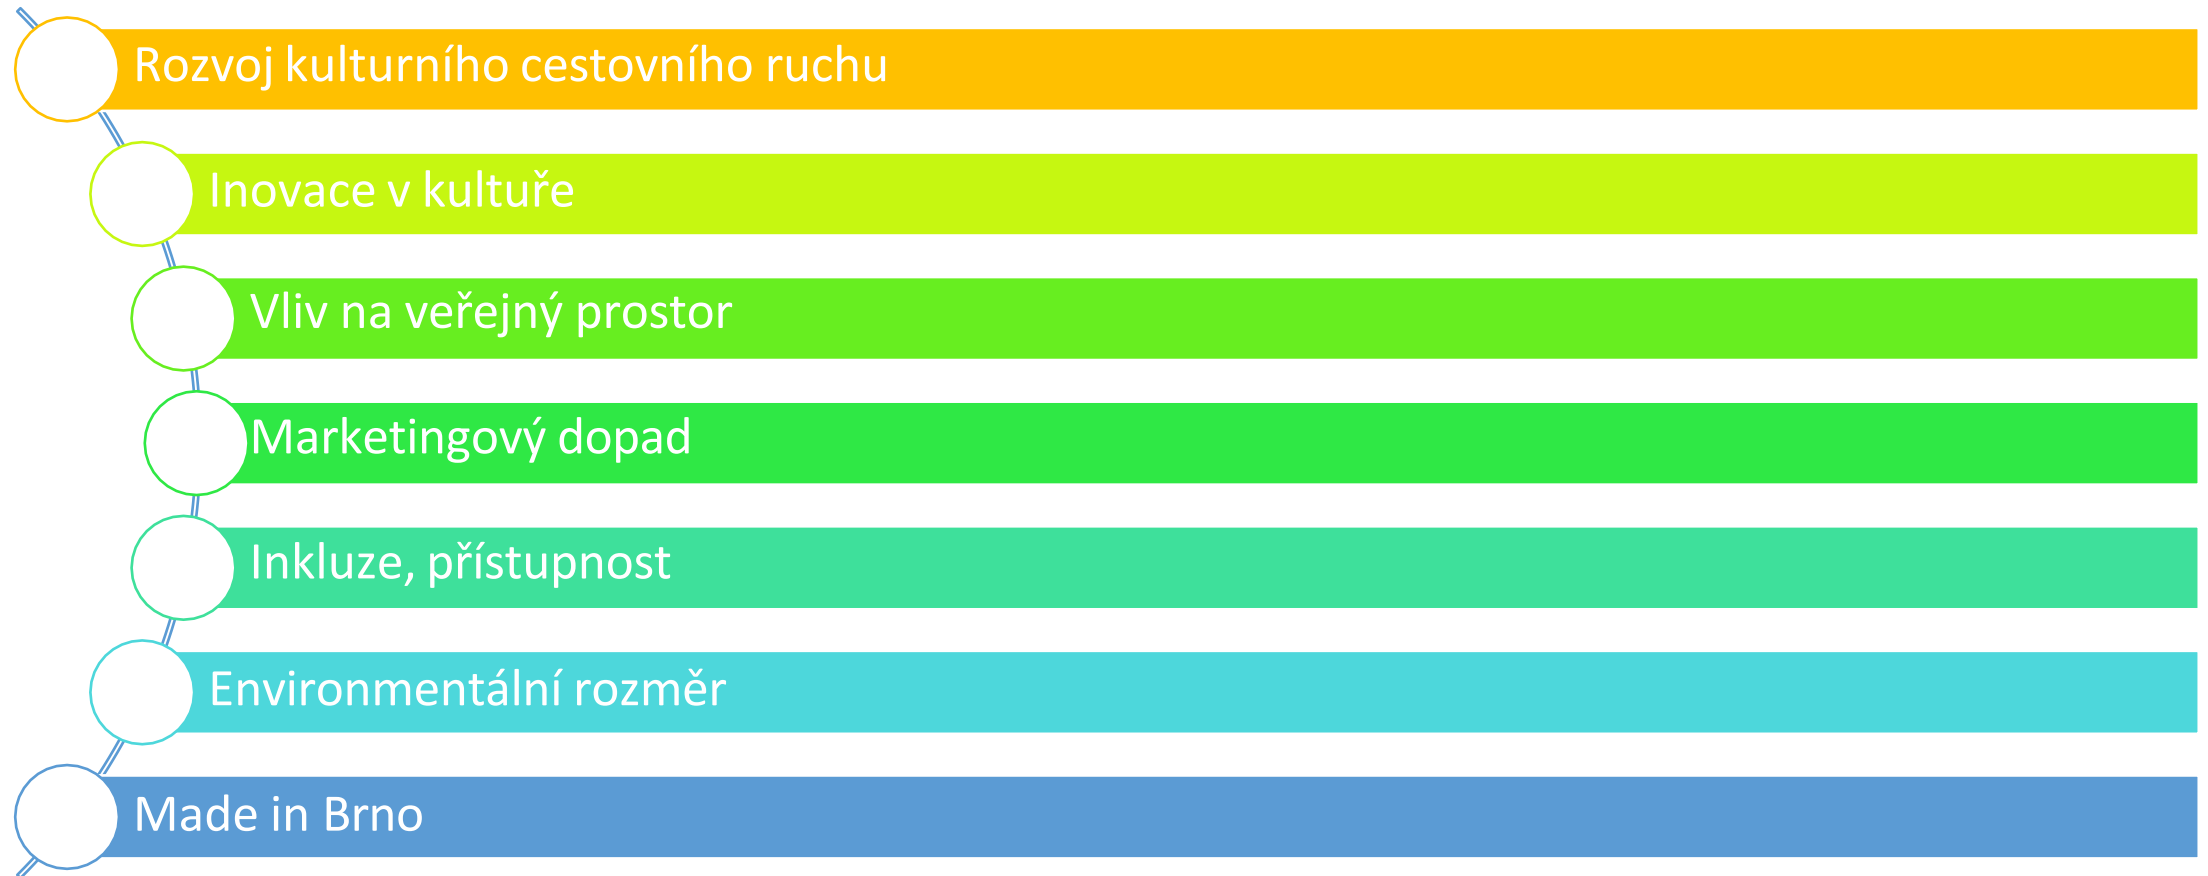 Rozvoj kulturního cestovního ruchu
Inovace v kultuře
Vliv na veřejný prostor
Marketingový dopad
Inkluze, přístupnost
Environmentální rozměr
Made in Brno